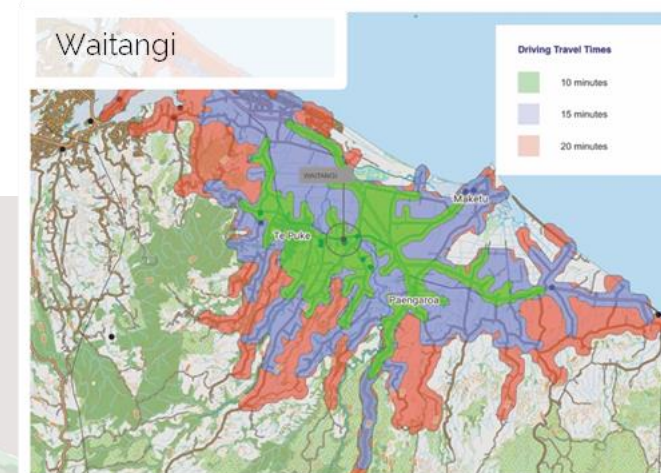 Waitangi
Driving Travel Times
10 minutes
15 minutes
20 minutes
WAITANGI
Maketu
Te Puke
Paengaroa